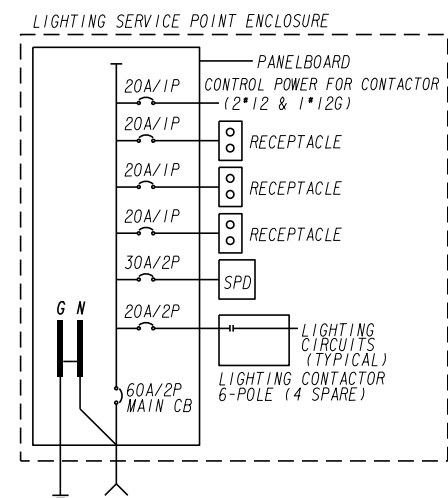 LIGHTING SERVICE POINT ENCLOSURE
PANELBOARD
20A/1P
CONTROL POWER FOR CONTACTOR
(2#12 & 1#12G)
20A/1P
RECEPTACLE
20A/1P
RECEPTACLE
20A/1P
RECEPTACLE
30A/2P
SPD
20A/2P
LIGHTING
CIRCUITS
(TYPICAL)
G N
LIGHTING CONTACTOR
6-POLE (4 SPARE)
60A/2P
MAIN CB